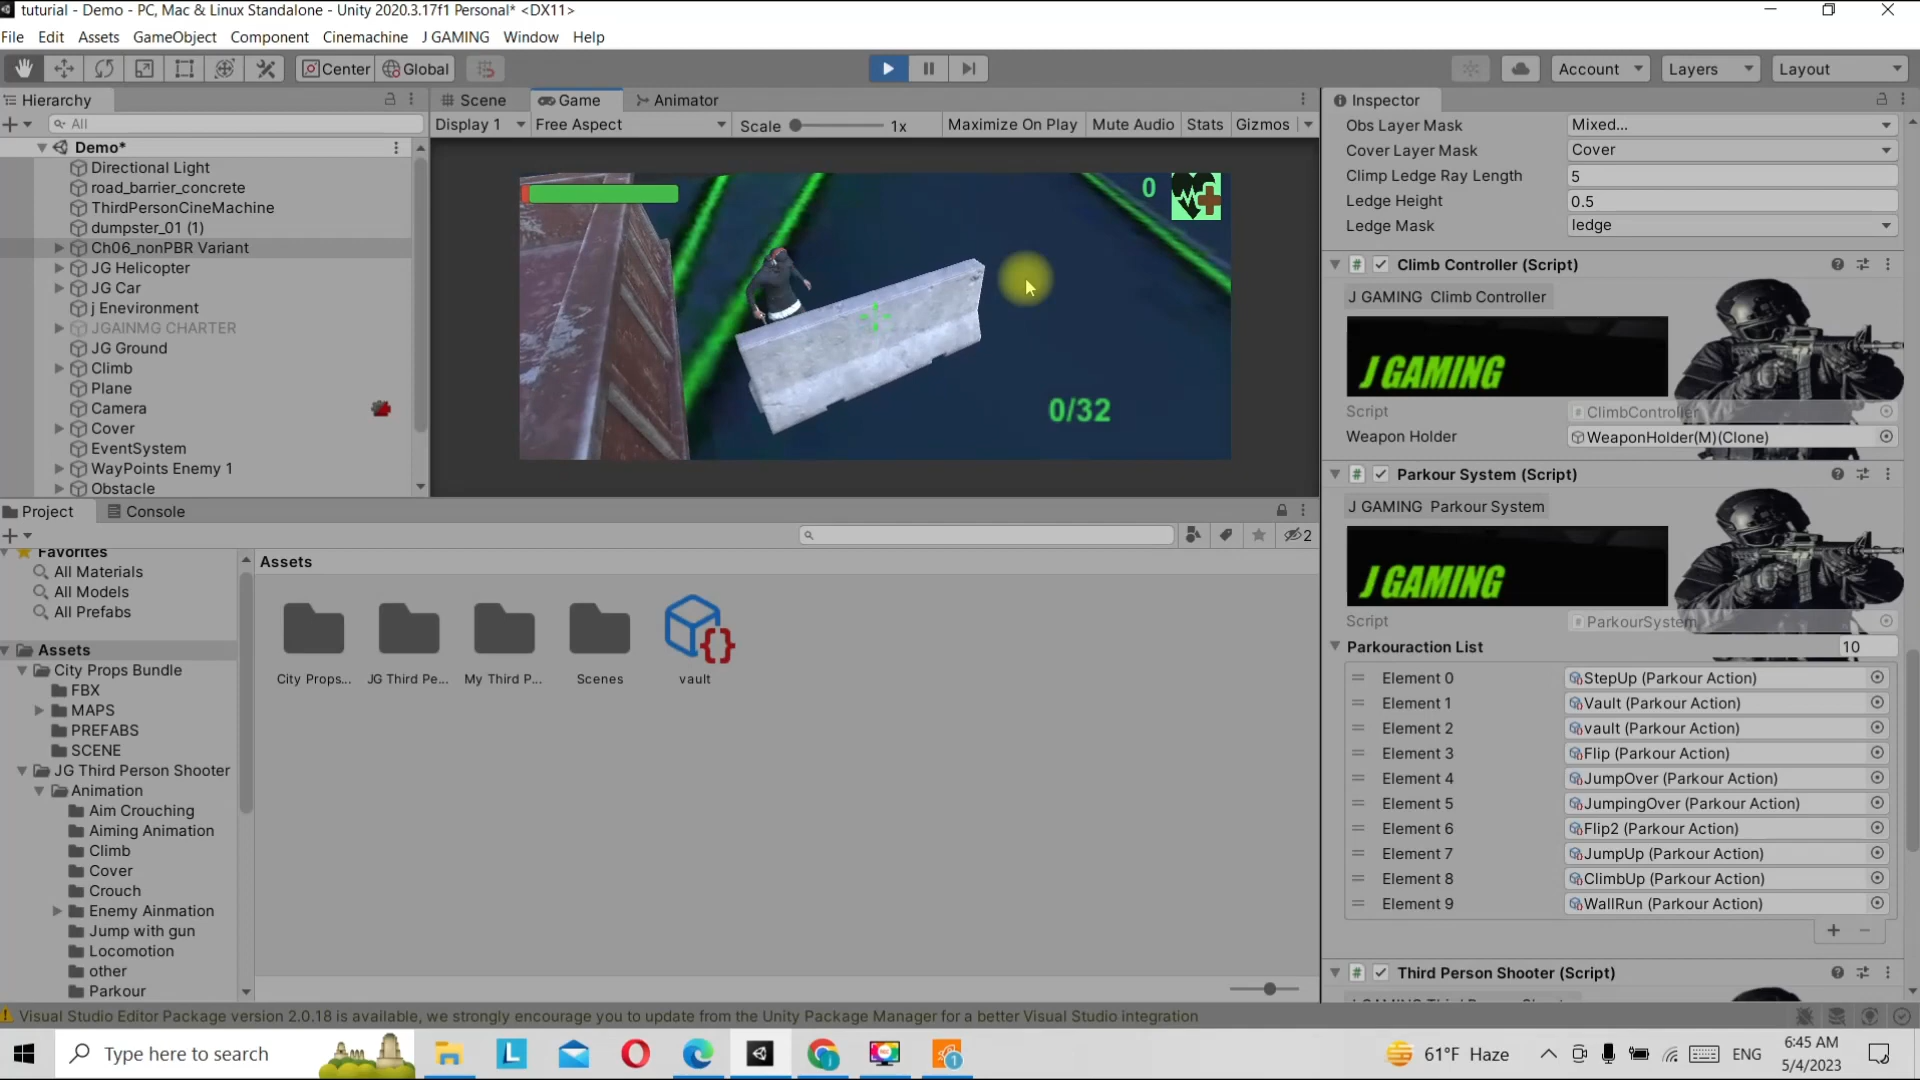 tuturial - Demo - PC, Mac & Linux Standalone - Unity 2020.3.17f1 Personal* <DX11>
File Edit Assets GameObject Component Cinemachine J GAMING Window Help
Center Global Account Layers Layout
Hierarchy
All
Demo*
Directional Light
road_barrier_concrete
ThirdPersonCineMachine
dumpster_01 (1)
Ch06_nonPBR Variant
JG Helicopter
JG Car
j Enevironment
JGAINMG CHARTER
JG Ground
Climb
Plane
Camera
Cover
EventSystem
WayPoints Enemy 1
Obstacle
Scene Game Animator
Display 1 Free Aspect Scale 1x Maximize On Play Mute Audio Stats Gizmos
0
0/32
Inspector
Obs Layer Mask Mixed...
Cover Layer Mask Cover
Climp Ledge Ray Length 5
Ledge Height 0.5
Ledge Mask ledge
Climb Controller (Script)
J GAMING Climb Controller
J GAMING
Script ClimbController
Weapon Holder WeaponHolder(M)(Clone)
Parkour System (Script)
J GAMING Parkour System
J GAMING
Script ParkourSystem
Parkouraction List 10
Element 0 StepUp (Parkour Action)
Element 1 Vault (Parkour Action)
Element 2 vault (Parkour Action)
Element 3 Flip (Parkour Action)
Element 4 JumpOver (Parkour Action)
Element 5 JumpingOver (Parkour Action)
Element 6 Flip2 (Parkour Action)
Element 7 JumpUp (Parkour Action)
Element 8 ClimbUp (Parkour Action)
Element 9 WallRun (Parkour Action)
Third Person Shooter (Script)
Project Console
2
Favorites
All Materials
All Models
All Prefabs
Assets
City Props Bundle
FBX
MAPS
PREFABS
SCENE
JG Third Person Shooter
Animation
Aim Crouching
Aiming Animation
Climb
Cover
Crouch
Enemy Ainmation
Jump with gun
Locomotion
other
Parkour
Assets
City Props... JG Third Pe... My Third P... Scenes vault
Visual Studio Editor Package version 2.0.18 is available, we strongly encourage you to update from the Unity Package Manager for a better Visual Studio integration
Type here to search
61°F Haze
ENG
6:45 AM
5/4/2023